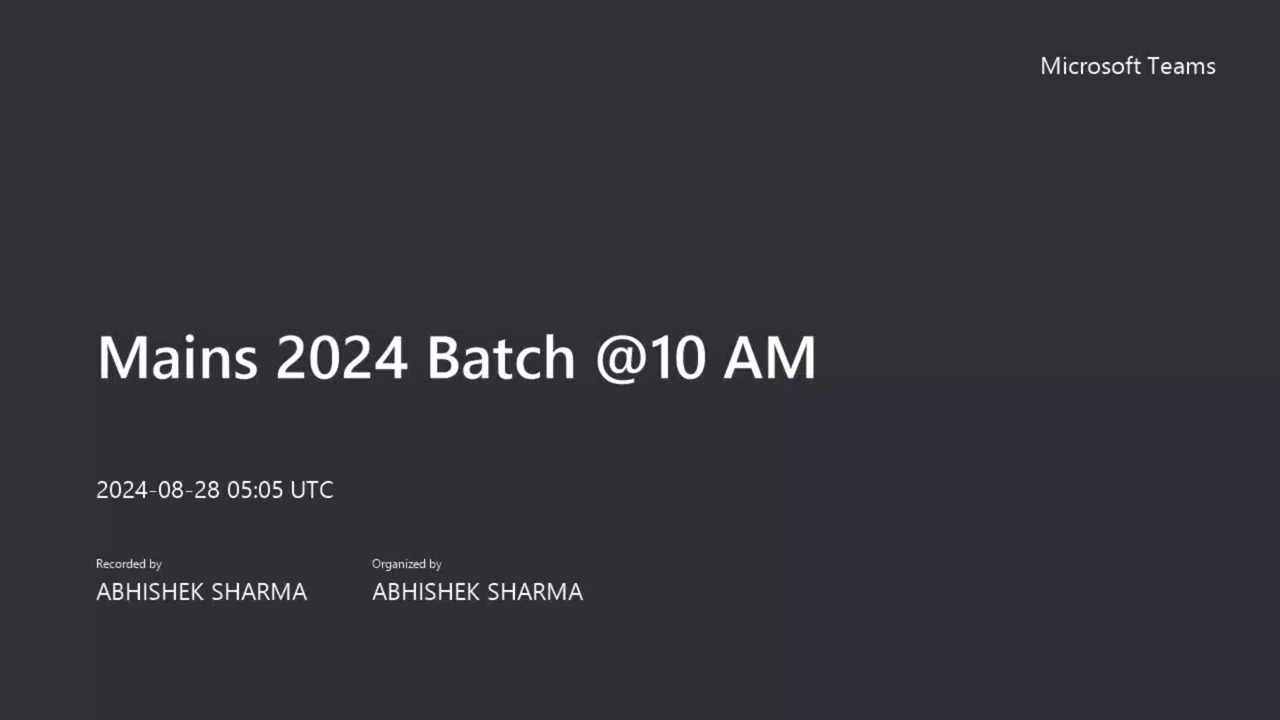 Microsoft Teams
Mains 2024 Batch @10 AM
2024-08-28 05:05 UTC
Recorded by
ABHISHEK SHARMA
Organized by
ABHISHEK SHARMA